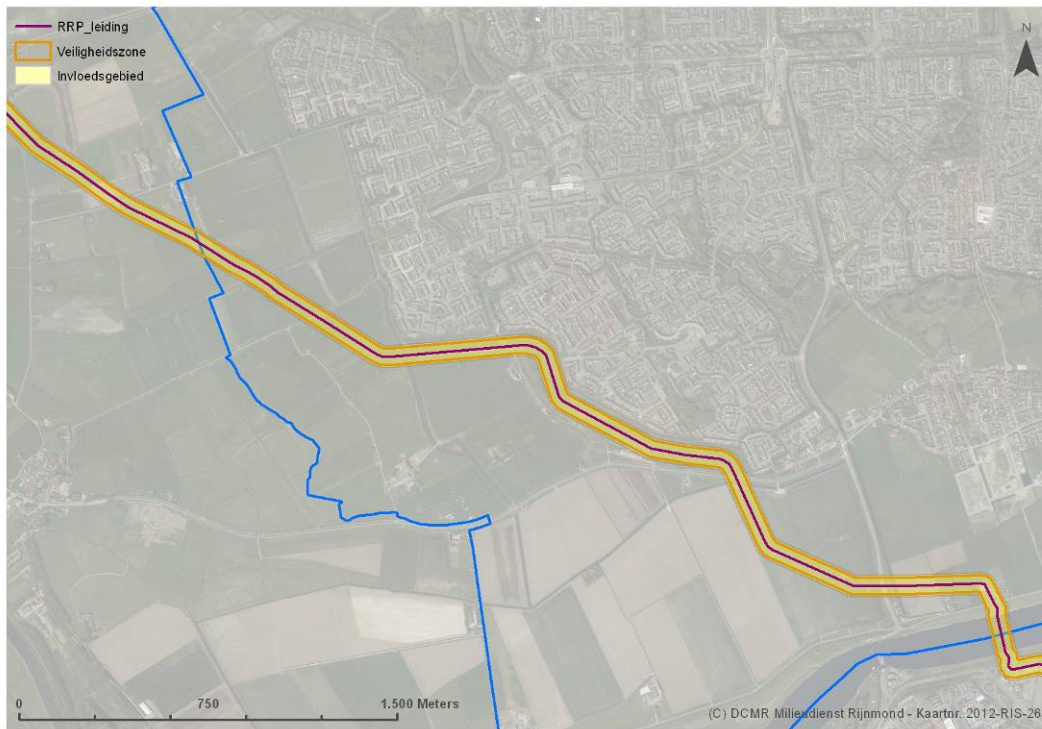 RRP_leiding
Veiligheidszone
Invloedsgebied
N
0 750 1.500 Meters
(C) DCMR Milieudienst Rijnmond - Kaartnr. 2012-RIS-26